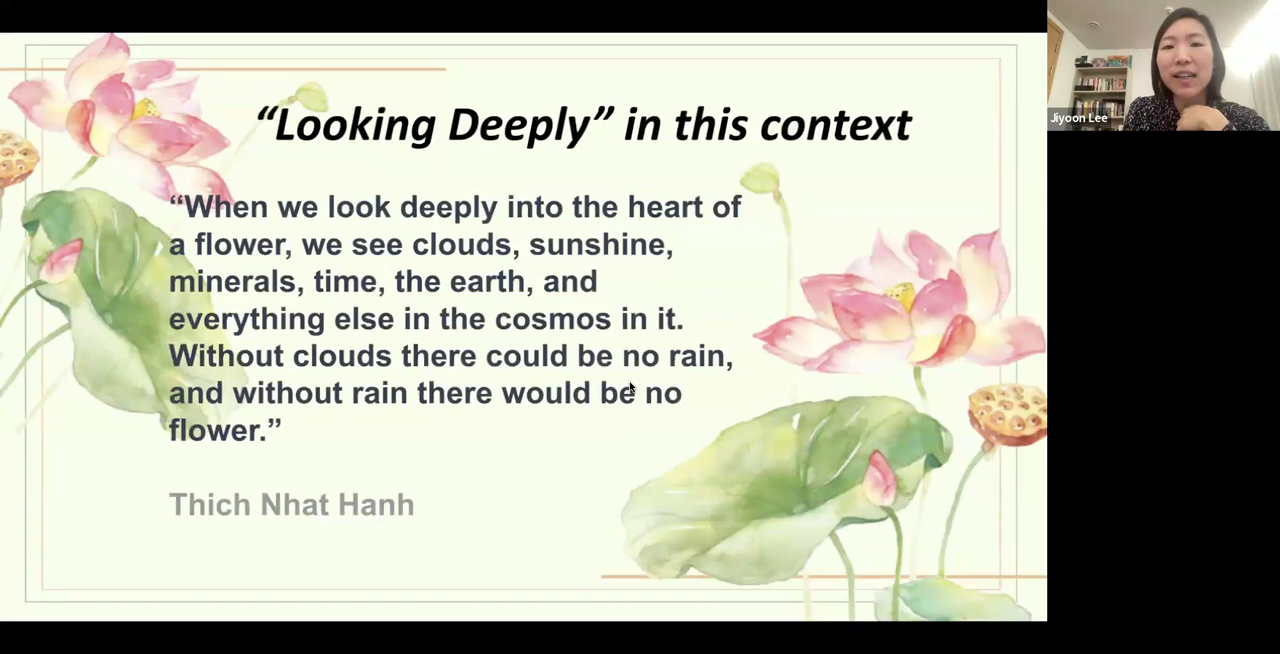 “Looking Deeply” in this context
“When we look deeply into the heart of
a flower, we see clouds, sunshine,
minerals, time, the earth, and
everything else in the cosmos in it.
Without clouds there could be no rain,
and without rain there would be no
flower.”
Thich Nhat Hanh
Jiyoon Lee